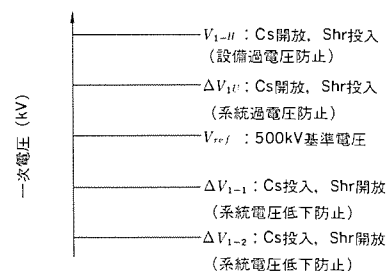 一次電圧 (kV)
V₁₋H：Cs開放，Shr投入
（設備過電圧防止）
ΔV₁U：Cs開放，Shr投入
（系統過電圧防止）
Vref：500kV基準電圧
ΔV₁₋₁：Cs投入，Shr開放
（系統電圧低下防止）
ΔV₁₋₂：Cs投入，Shr開放
（系統電圧低下防止）